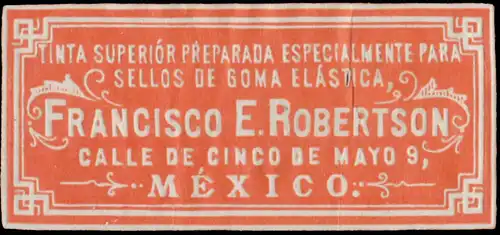 TINTA SUPERIÓR PREPARADA ESPECIALMENTE PARA
SELLOS DE GOMA ELÁSTICA,
FRANCISCO E. ROBERTSON
CALLE DE CINCO DE MAYO 9,
MÉXICO.